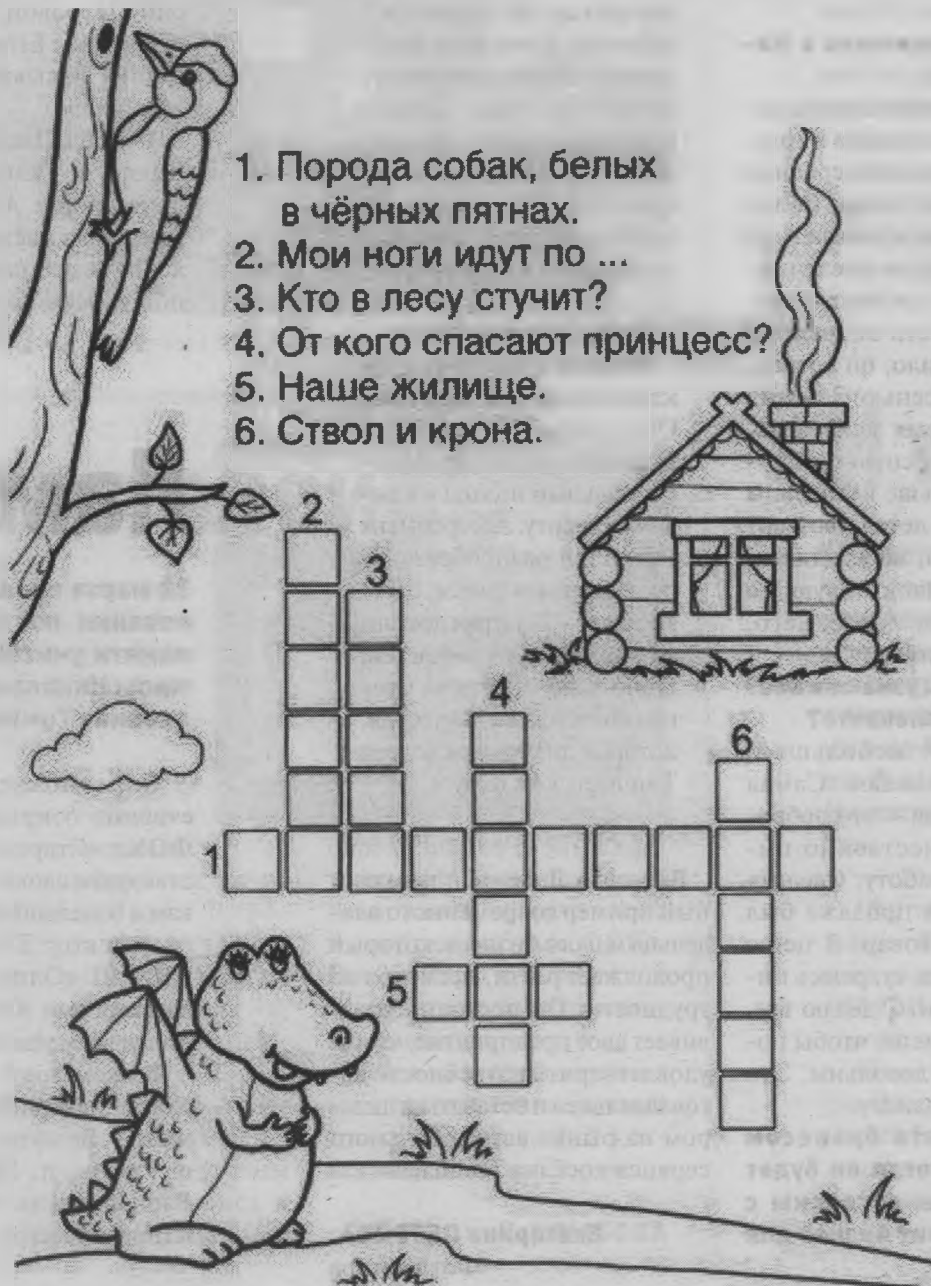 1. Порода собак, белых
в чёрных пятнах.
2. Мои ноги идут по ...
3. Кто в лесу стучит?
4. От кого спасают принцесс?
5. Наше жилище.
6. Ствол и крона.
2
3
4
6
1
5